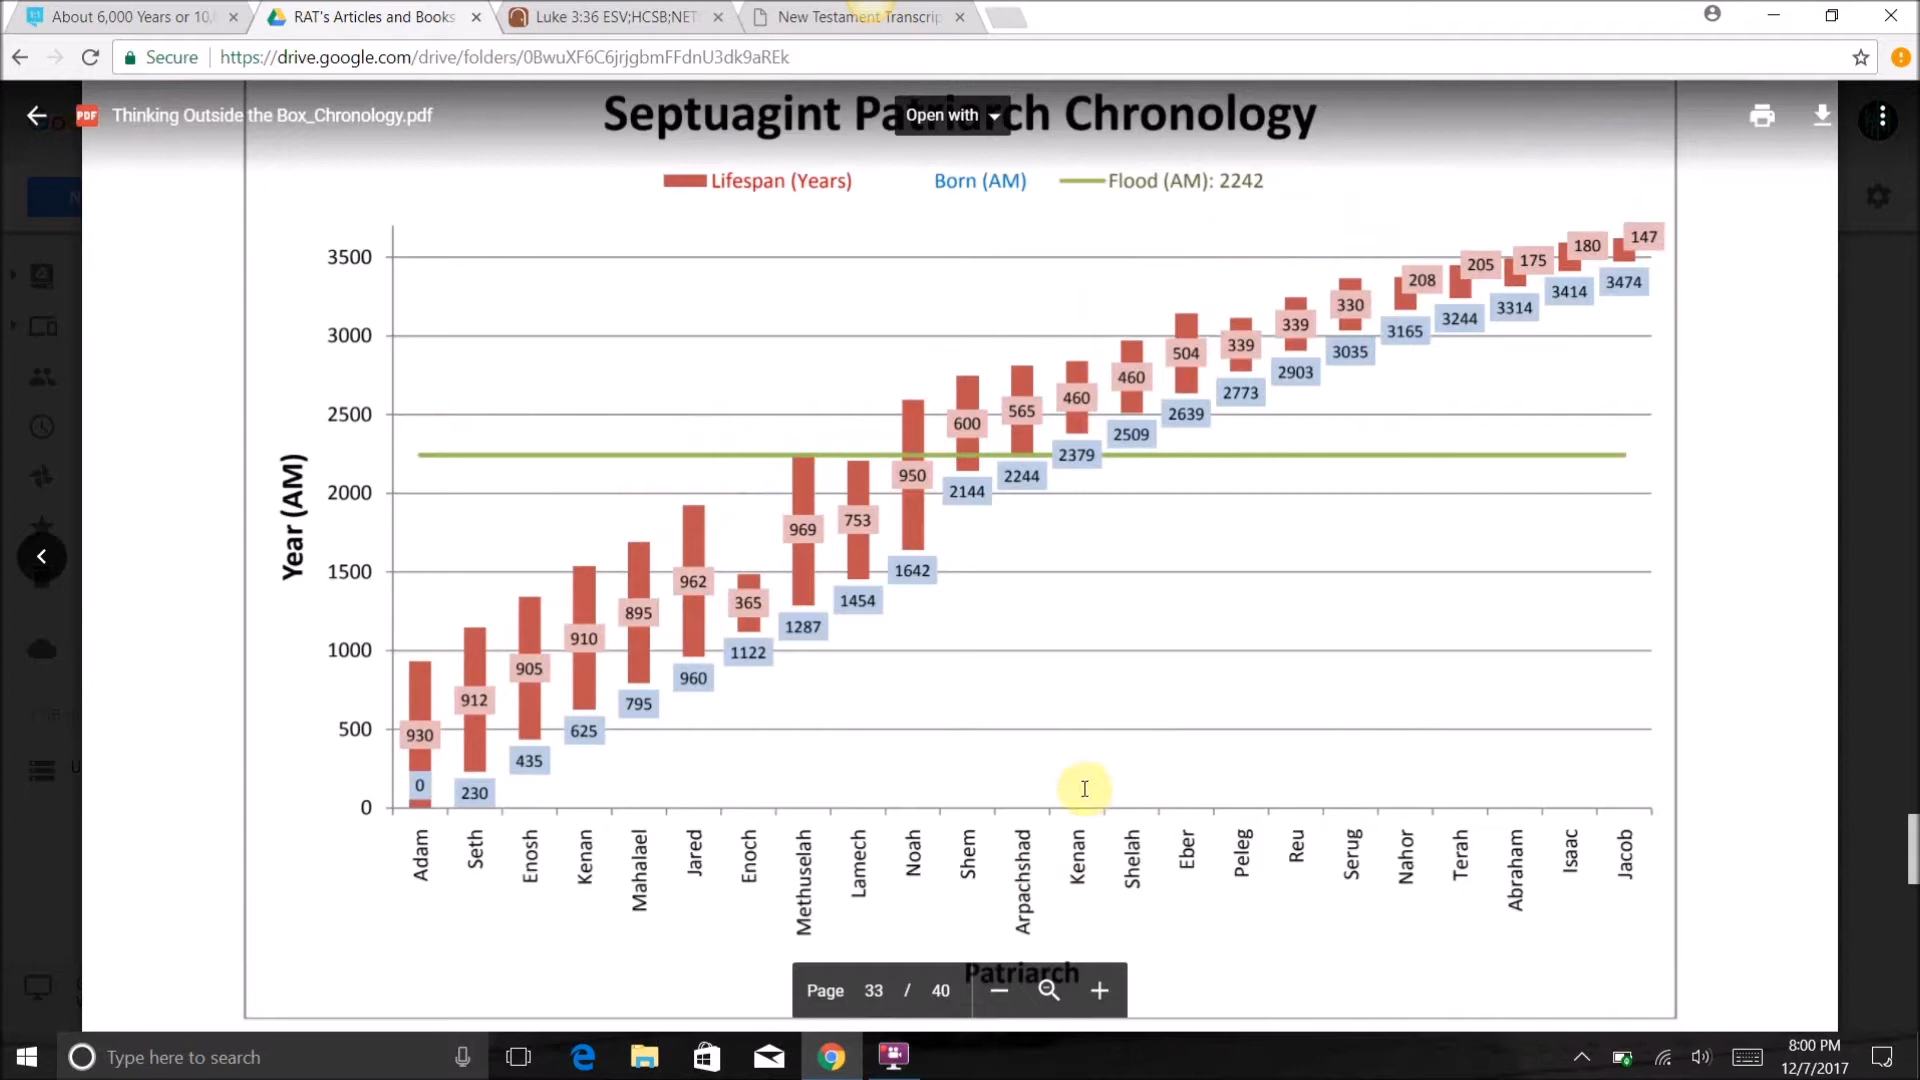 About 6,000 Years or 10,
RAT's Articles and Books
Luke 3:36 ESV;HCSB;NET
New Testament Transcrip
Secure
https://drive.google.com/drive/folders/0BwuXF6C6jrjgbmFFdnU3dk9aREk
PDF
Thinking Outside the Box_Chronology.pdf
Open with
Septuagint Patriarch Chronology
Lifespan (Years)
Born (AM)
Flood (AM): 2242
Year (AM)
3500
3000
2500
2000
1500
1000
500
0
930 912 905 910 895 962 365 969 753 950 600 565 460 460 504 339 339 330 208 205 175 180 147
0 230 435 625 795 960 1122 1287 1454 1642 2144 2244 2379 2509 2639 2773 2903 3035 3165 3244 3314 3414 3474
Adam Seth Enosh Kenan Mahalael Jared Enoch Methuselah Lamech Noah Shem Arpachshad Kenan Shelah Eber Peleg Reu Serug Nahor Terah Abraham Isaac Jacob
Patriarch
Page 33 / 40
Type here to search
8:00 PM
12/7/2017